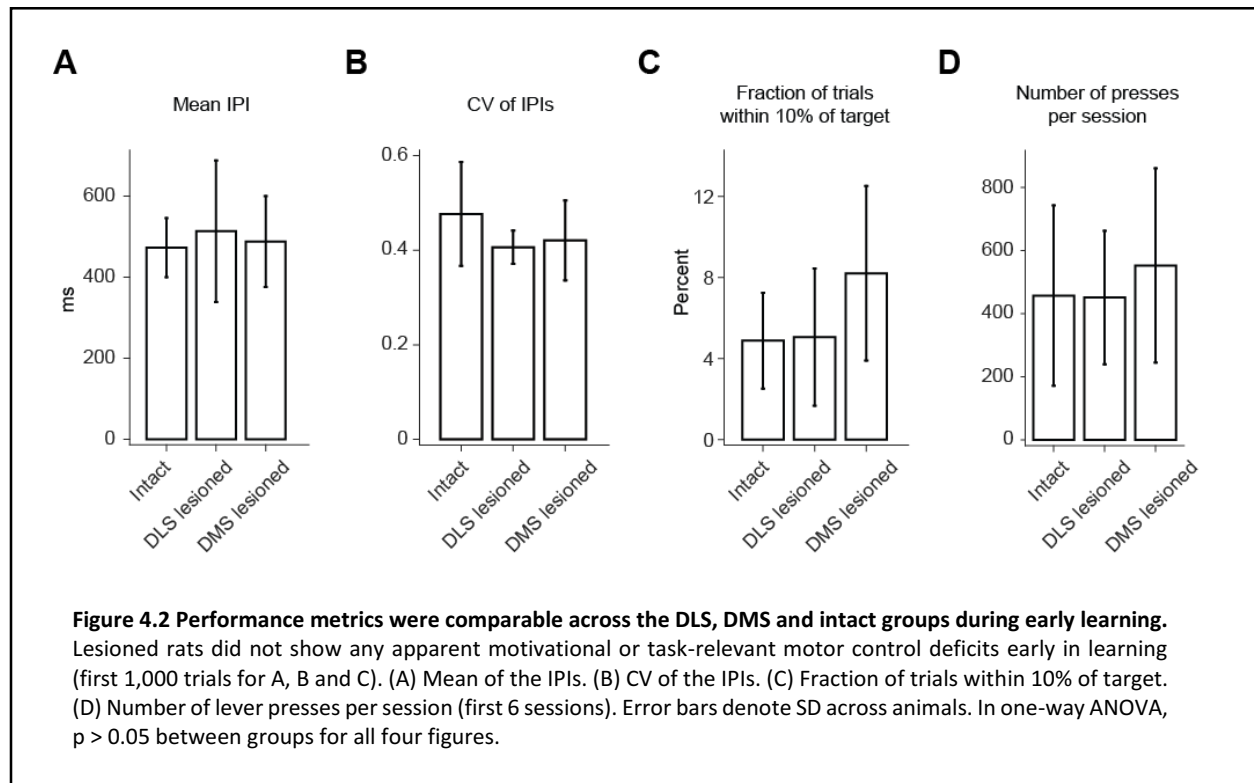 A
Mean IPI
ms
600
400
200
0
Intact
DLS lesioned
DMS lesioned
B
CV of IPIs
0.6
0.4
0.2
0
Intact
DLS lesioned
DMS lesioned
C
Fraction of trials
within 10% of target
Percent
12
8
4
0
Intact
DLS lesioned
DMS lesioned
D
Number of presses
per session
800
600
400
200
0
Intact
DLS lesioned
DMS lesioned
Figure 4.2 Performance metrics were comparable across the DLS, DMS and intact groups during early learning.
Lesioned rats did not show any apparent motivational or task-relevant motor control deficits early in learning
(first 1,000 trials for A, B and C). (A) Mean of the IPIs. (B) CV of the IPIs. (C) Fraction of trials within 10% of target.
(D) Number of lever presses per session (first 6 sessions). Error bars denote SD across animals. In one-way ANOVA,
p > 0.05 between groups for all four figures.